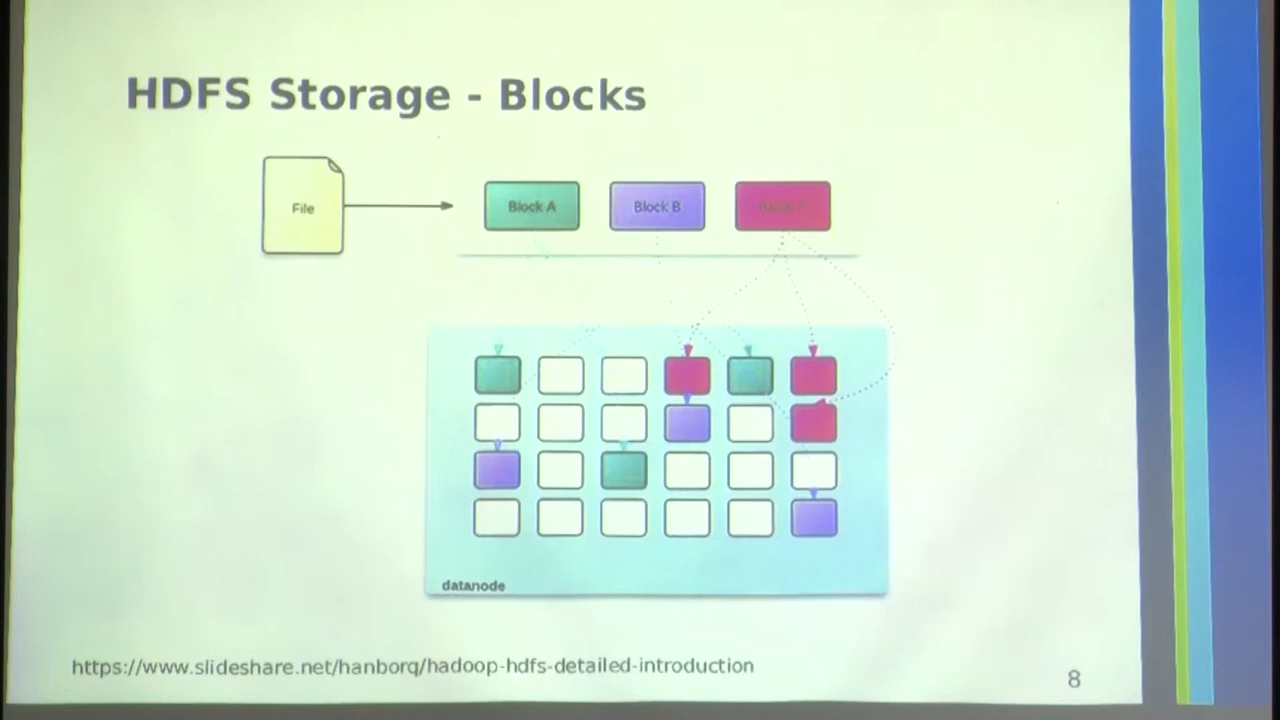 HDFS Storage - Blocks
File
Block A
Block B
datanode
https://www.slideshare.net/hanborq/hadoop-hdfs-detailed-introduction
8